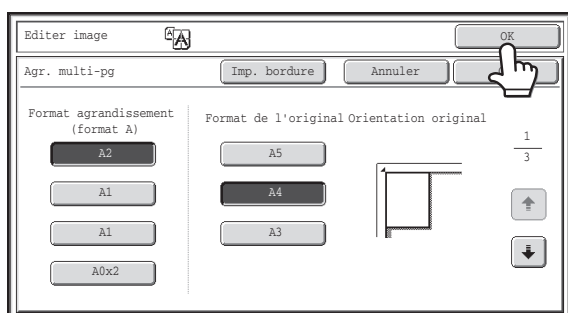 Editer image
OK
Agr. multi-pg
Imp. bordure
Annuler
Format agrandissement
(format A)
A2
A1
A1
A0x2
Format de l'original
A5
A4
A3
Orientation original
1
3